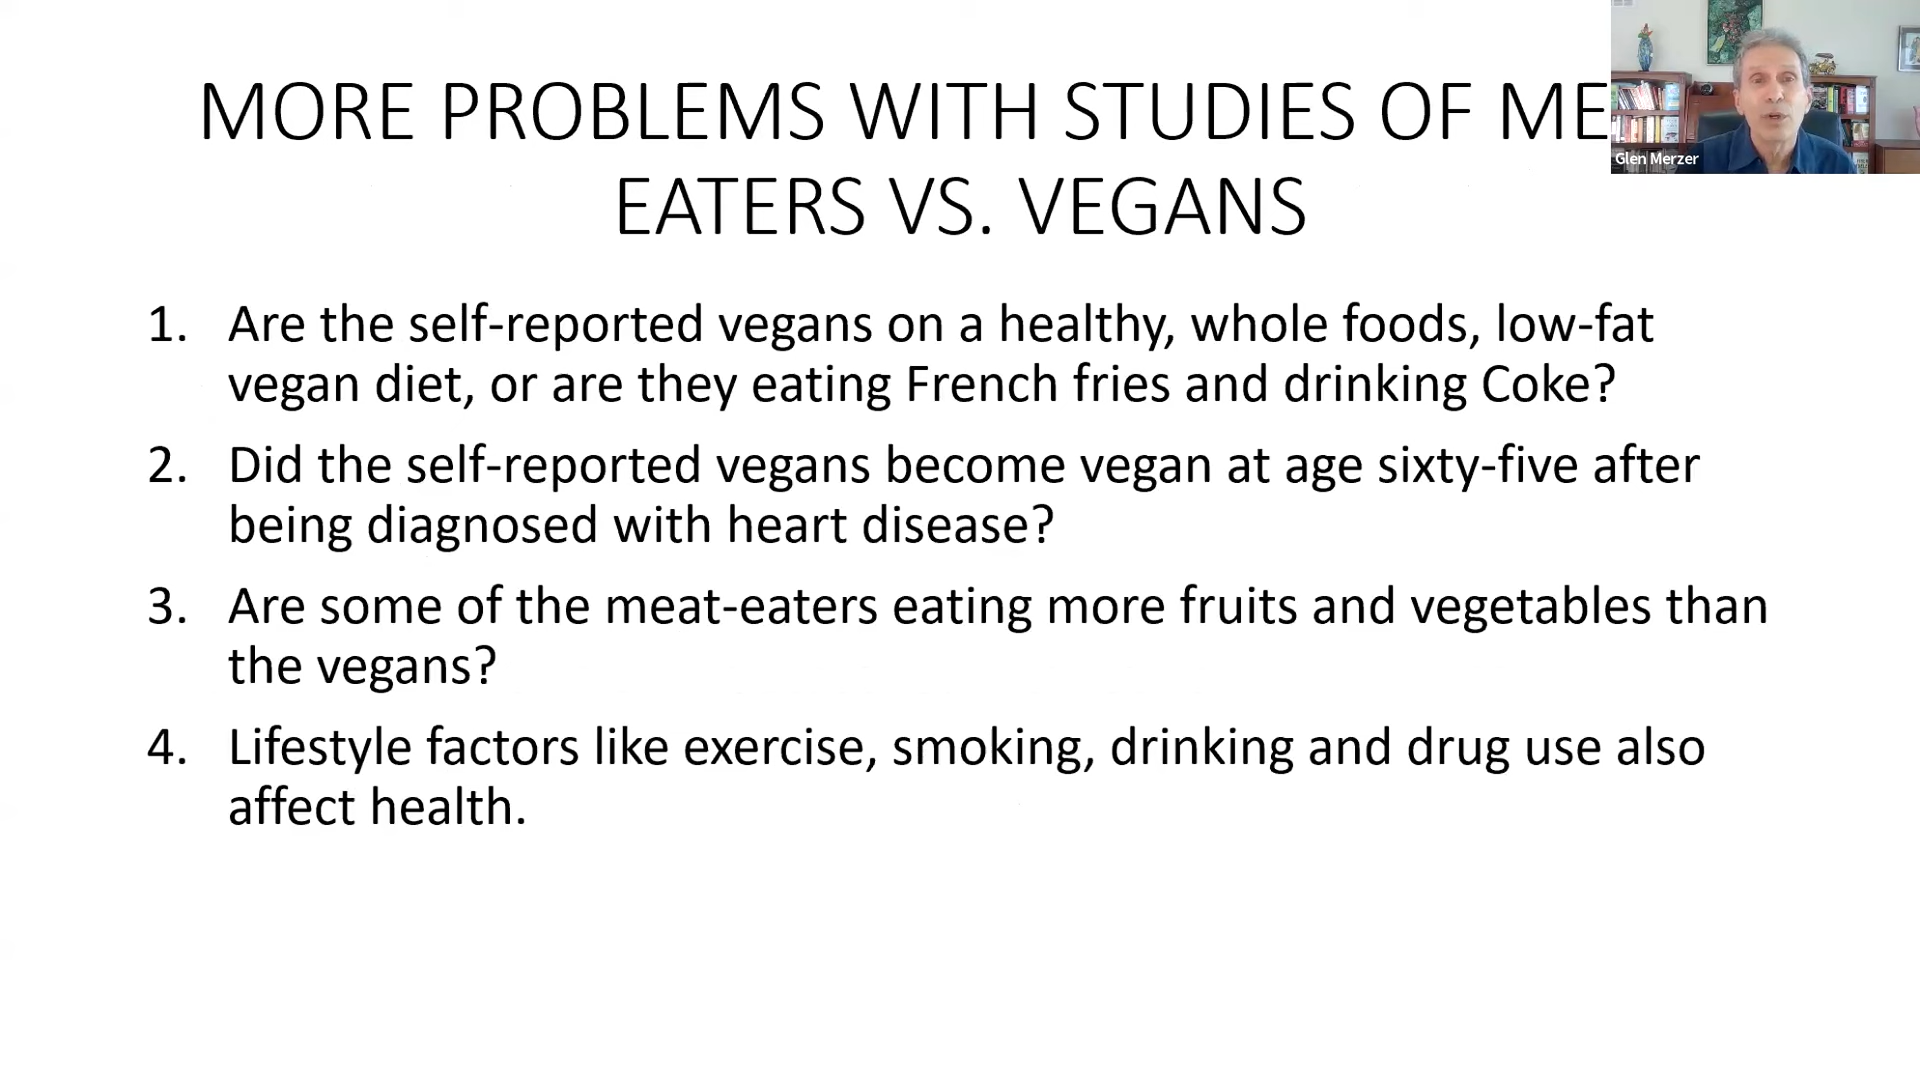 MORE PROBLEMS WITH STUDIES OF ME
EATERS VS. VEGANS
Glen Merzer
1. Are the self-reported vegans on a healthy, whole foods, low-fat
vegan diet, or are they eating French fries and drinking Coke?
2. Did the self-reported vegans become vegan at age sixty-five after
being diagnosed with heart disease?
3. Are some of the meat-eaters eating more fruits and vegetables than
the vegans?
4. Lifestyle factors like exercise, smoking, drinking and drug use also
affect health.